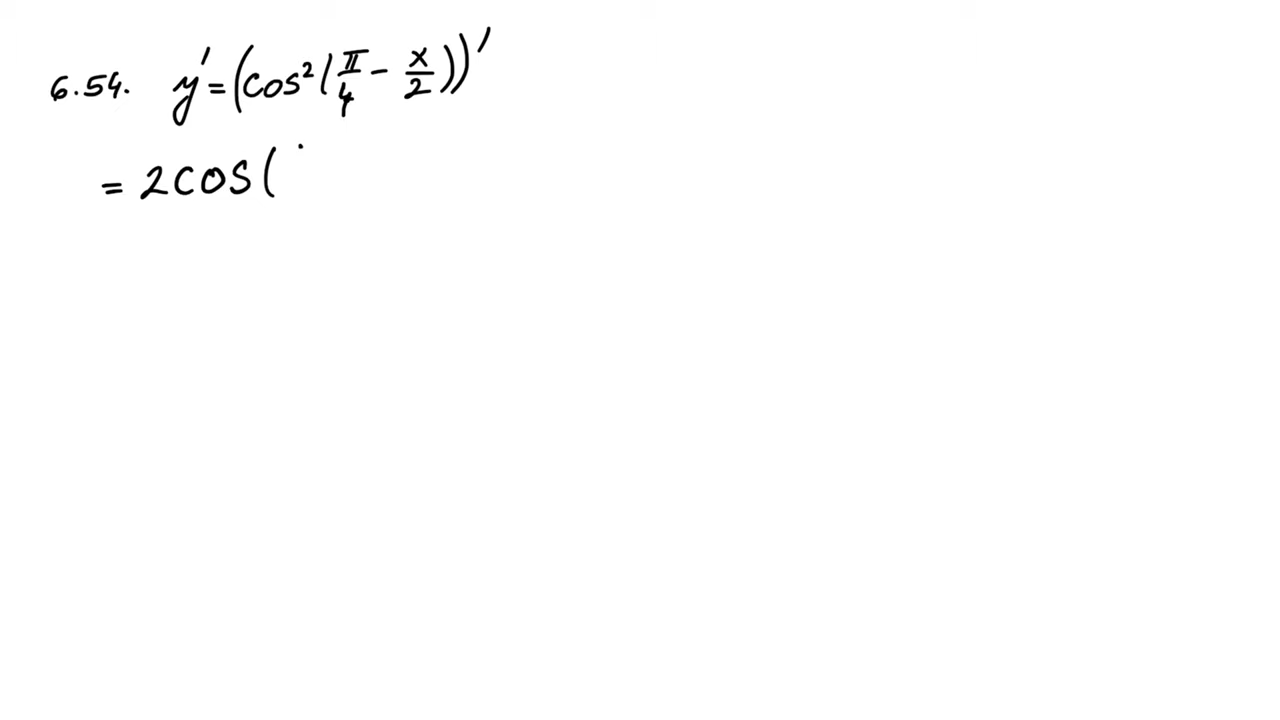 6.54. y' = (cos²(π/4 - x/2))'
= 2cos(